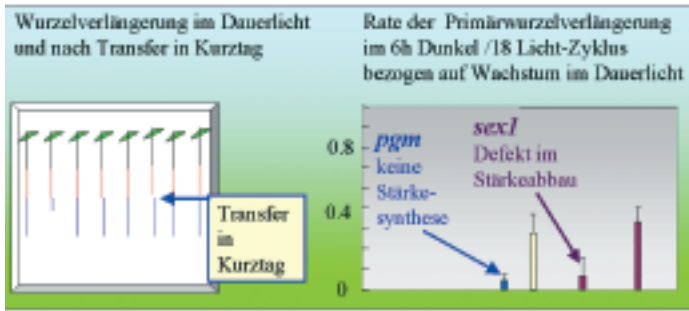 Wurzelverlängerung im Dauerlicht
und nach Transfer in Kurztag
Transfer
in
Kurztag
Rate der Primärwurzelverlängerung
im 6h Dunkel /18 Licht-Zyklus
bezogen auf Wachstum im Dauerlicht
0.8
0.4
0
pgm
keine
Stärke-
synthese
sex1
Defekt im
Stärkeabbau